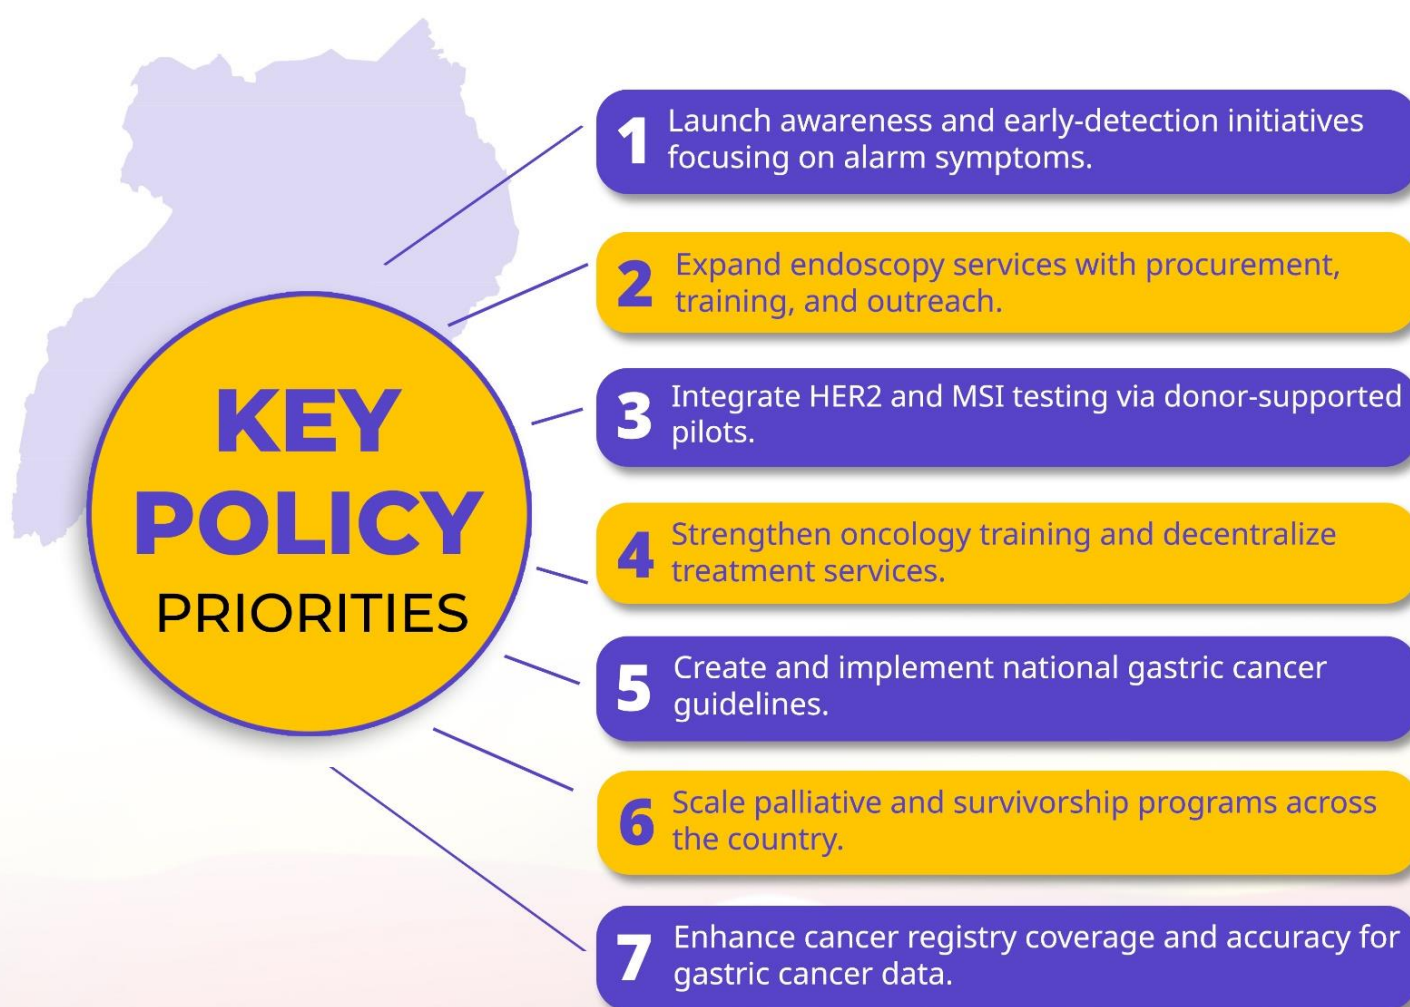 KEY
POLICY
PRIORITIES
1 Launch awareness and early-detection initiatives
focusing on alarm symptoms.
2 Expand endoscopy services with procurement,
training, and outreach.
3 Integrate HER2 and MSI testing via donor-supported
pilots.
4 Strengthen oncology training and decentralize
treatment services.
5 Create and implement national gastric cancer
guidelines.
6 Scale palliative and survivorship programs across
the country.
7 Enhance cancer registry coverage and accuracy for
gastric cancer data.